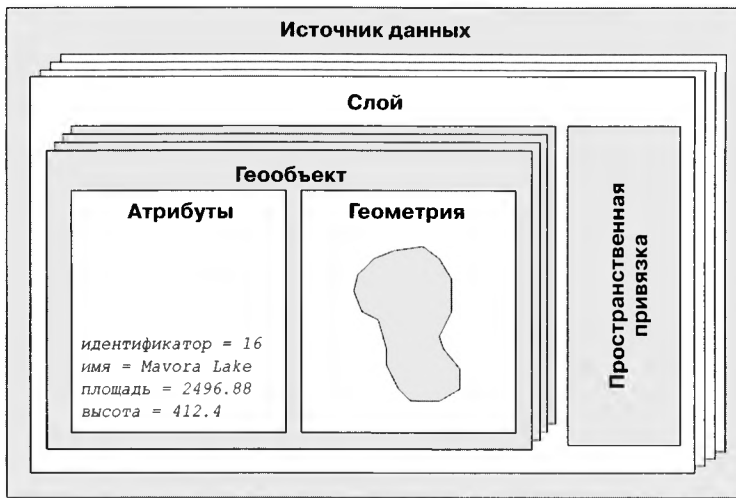 Источник данных
Слой
Геообъект
Атрибуты
идентификатор = 16
имя = Mavora Lake
площадь = 2496.88
высота = 412.4
Геометрия
Пространственная
привязка